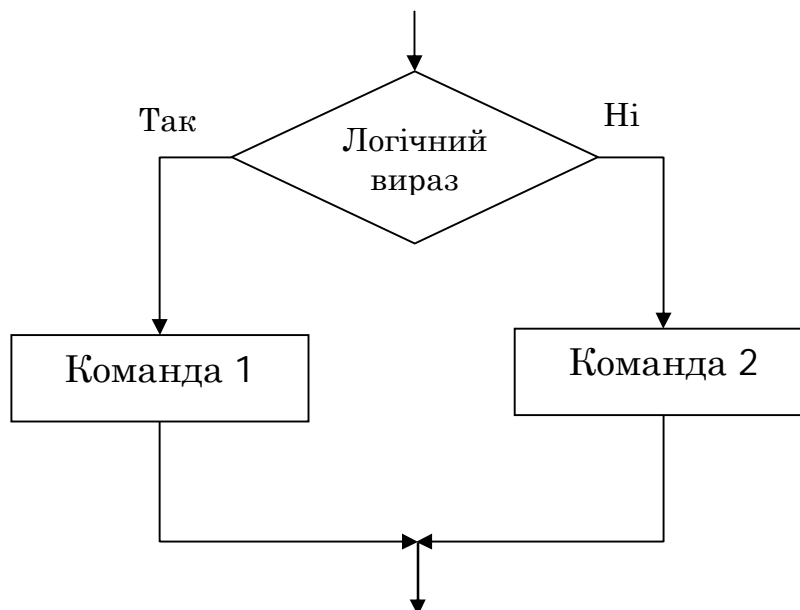 Так
Ні
Логічний
вираз
Команда 1
Команда 2